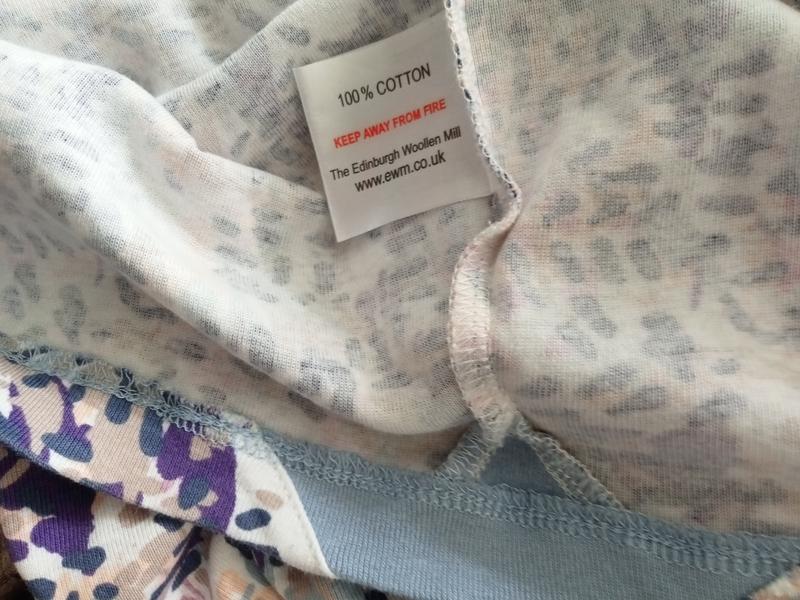 100% COTTON
KEEP AWAY FROM FIRE
The Edinburgh Woollen Mill
www.ewm.co.uk